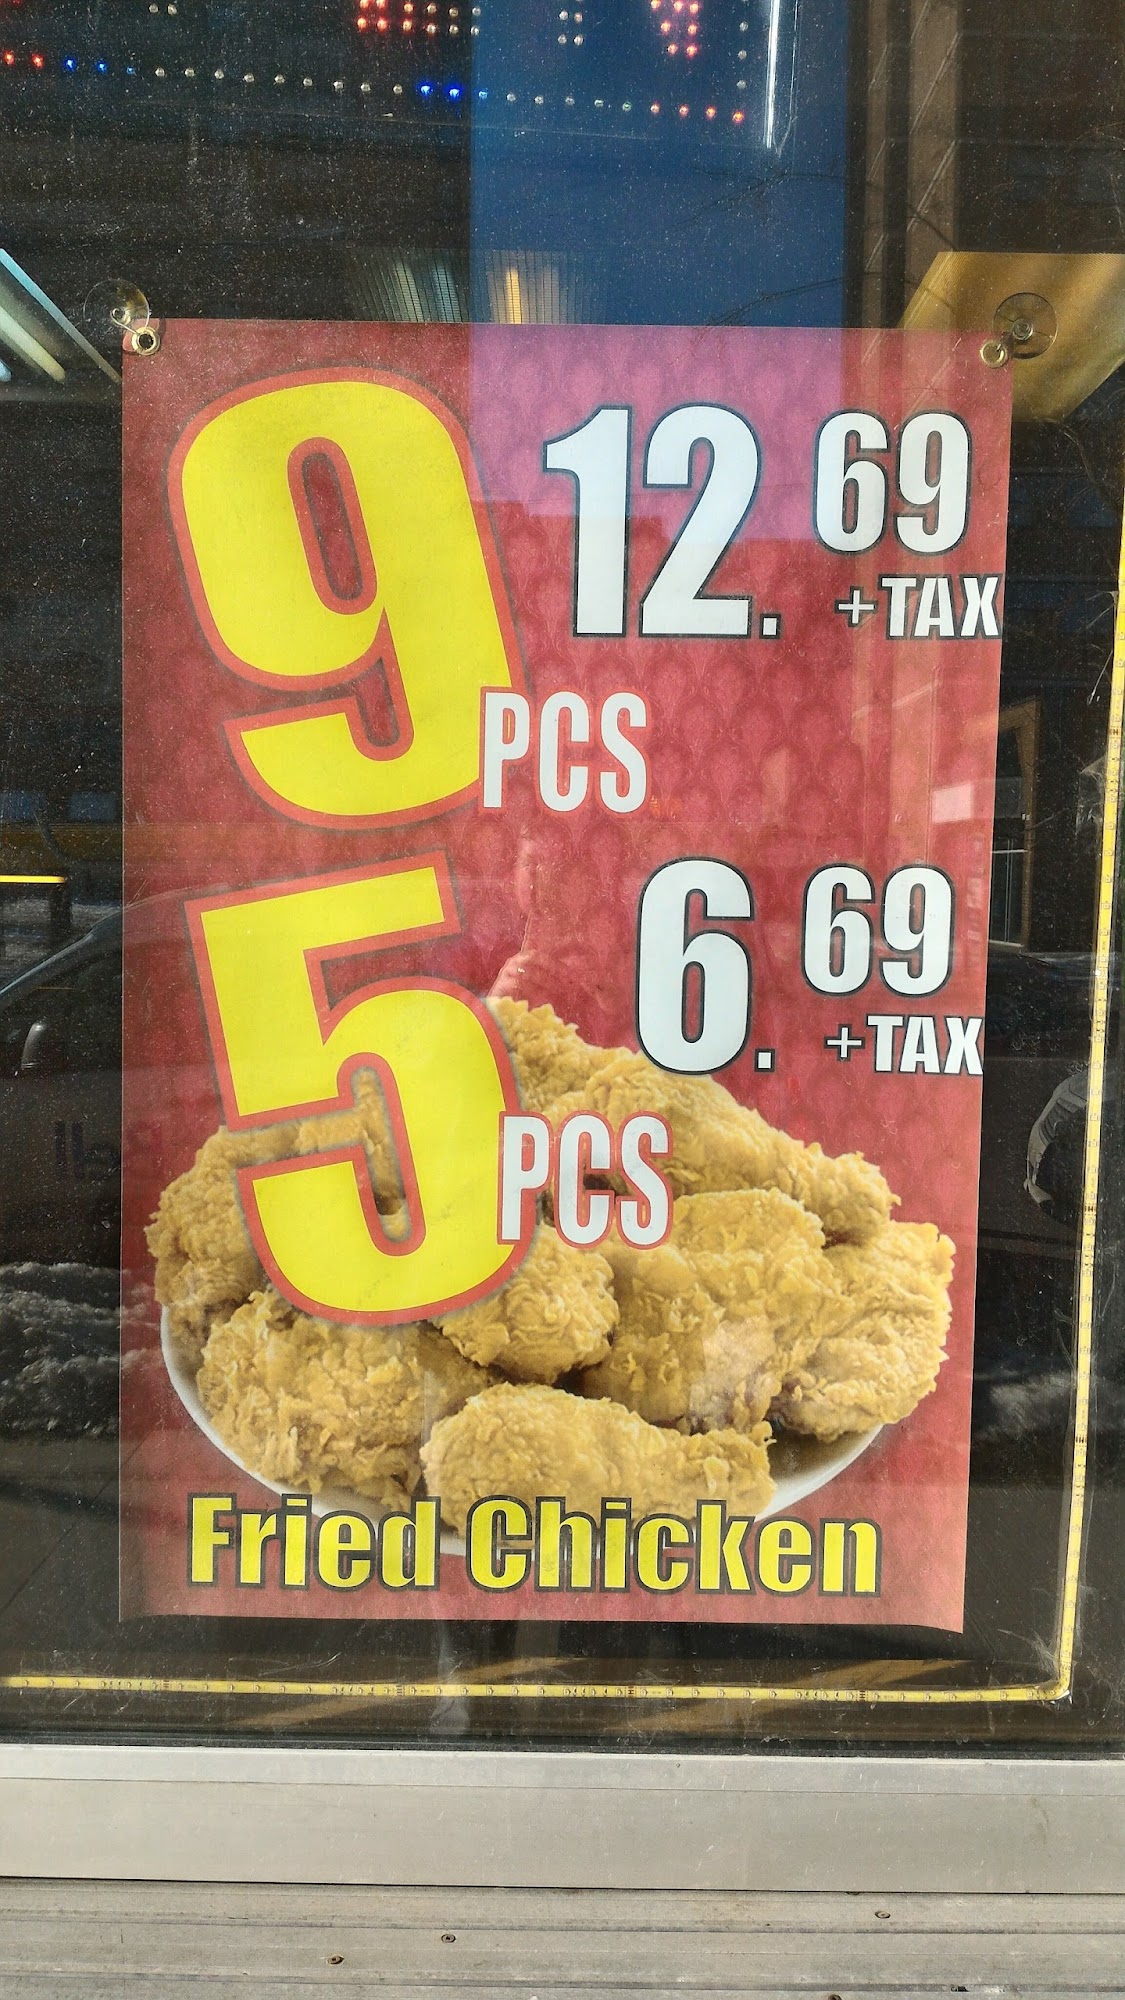 9 PCS
12.69
+TAX
5 PCS
6.69
+TAX
Fried Chicken